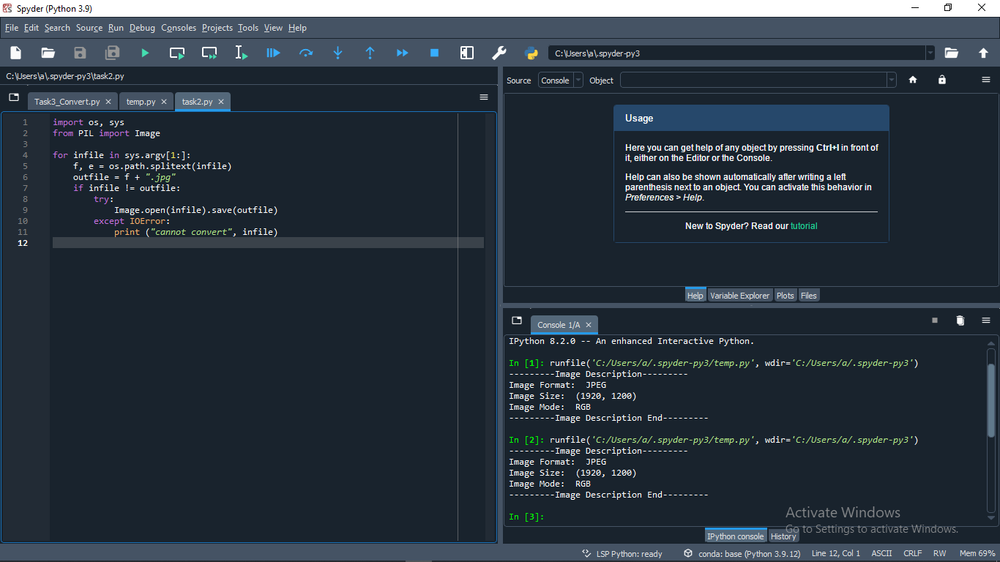 Spyder (Python 3.9)
File Edit Search Source Run Debug Consoles Projects Tools View Help
C:\Users\a\.spyder-py3
C:\Users\a\.spyder-py3\task2.py
Task3_Convert.py temp.py task2.py
1 import os, sys
2 from PIL import Image
3
4 for infile in sys.argv[1:]:
5     f, e = os.path.splitext(infile)
6     outfile = f + ".jpg"
7     if infile != outfile:
8         try:
9             Image.open(infile).save(outfile)
10         except IOError:
11             print ("cannot convert", infile)
12
Source Console Object
Usage
Here you can get help of any object by pressing Ctrl+I in front of
it, either on the Editor or the Console.
Help can also be shown automatically after writing a left
parenthesis next to an object. You can activate this behavior in
Preferences > Help.
New to Spyder? Read our tutorial
Help Variable Explorer Plots Files
Console 1/A
IPython 8.2.0 -- An enhanced Interactive Python.
In [1]: runfile('C:/Users/a/.spyder-py3/temp.py', wdir='C:/Users/a/.spyder-py3')
---------Image Description---------
Image Format:  JPEG
Image Size:  (1920, 1200)
Image Mode:  RGB
---------Image Description End---------
In [2]: runfile('C:/Users/a/.spyder-py3/temp.py', wdir='C:/Users/a/.spyder-py3')
---------Image Description---------
Image Format:  JPEG
Image Size:  (1920, 1200)
Image Mode:  RGB
---------Image Description End---------
In [3]:
Activate Windows
Go to Settings to activate Windows.
IPython console History
LSP Python: ready conda: base (Python 3.9.12) Line 12, Col 1 ASCII CRLF RW Mem 69%